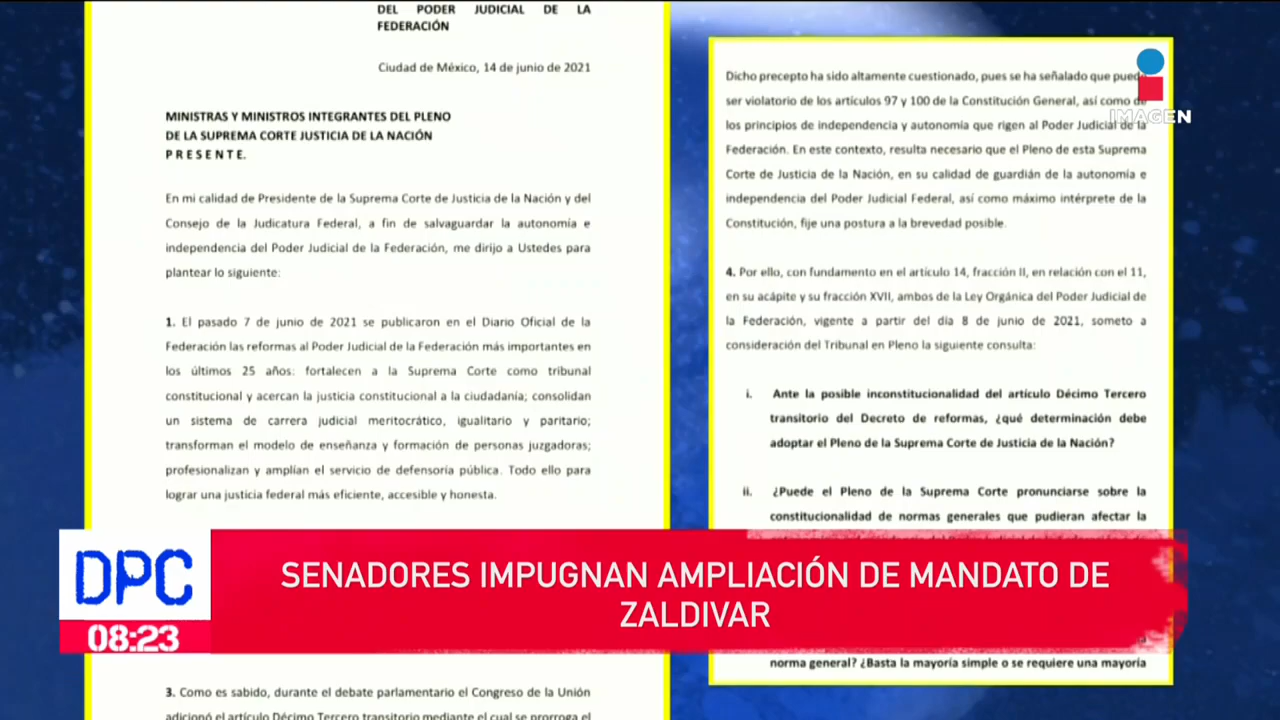 DEL PODER JUDICIAL DE LA
FEDERACIÓN
Ciudad de México, 14 de junio de 2021
MINISTRAS Y MINISTROS INTEGRANTES DEL PLENO
DE LA SUPREMA CORTE JUSTICIA DE LA NACIÓN
P R E S E N T E.
En mi calidad de Presidente de la Suprema Corte de Justicia de la Nación y del
Consejo de la Judicatura Federal, a fin de salvaguardar la autonomía e
independencia del Poder Judicial de la Federación, me dirijo a Ustedes para
plantear lo siguiente:
1. El pasado 7 de junio de 2021 se publicaron en el Diario Oficial de la
Federación las reformas al Poder Judicial de la Federación más importantes en
los últimos 25 años: fortalecen a la Suprema Corte como tribunal
constitucional y acercan la justicia constitucional a la ciudadanía; consolidan
un sistema de carrera judicial meritocrático, igualitario y paritario;
transforman el modelo de enseñanza y formación de personas juzgadoras;
profesionalizan y amplían el servicio de defensoría pública. Todo ello para
lograr una justicia federal más eficiente, accesible y honesta.
3. Como es sabido, durante el debate parlamentario el Congreso de la Unión
adicionó el artículo Décimo Tercero transitorio mediante el cual se prorroga el
Dicho precepto ha sido altamente cuestionado, pues se ha señalado que puede
ser violatorio de los artículos 97 y 100 de la Constitución General, así como de
los principios de independencia y autonomía que rigen al Poder Judicial de la
Federación. En este contexto, resulta necesario que el Pleno de esta Suprema
Corte de Justicia de la Nación, en su calidad de guardián de la autonomía e
independencia del Poder Judicial Federal, así como máximo intérprete de la
Constitución, fije una postura a la brevedad posible.
4. Por ello, con fundamento en el artículo 14, fracción II, en relación con el 11,
en su acápite y su fracción XVII, ambos de la Ley Orgánica del Poder Judicial de
la Federación, vigente a partir del día 8 de junio de 2021, someto a
consideración del Tribunal en Pleno la siguiente consulta:
i. Ante la posible inconstitucionalidad del artículo Décimo Tercero
transitorio del Decreto de reformas, ¿qué determinación debe
adoptar el Pleno de la Suprema Corte de Justicia de la Nación?
ii. ¿Puede el Pleno de la Suprema Corte pronunciarse sobre la
constitucionalidad de normas generales que pudieran afectar la
norma general? ¿Basta la mayoría simple o se requiere una mayoría
IMAGEN
DPC
08:23
SENADORES IMPUGNAN AMPLIACIÓN DE MANDATO DE
ZALDIVAR